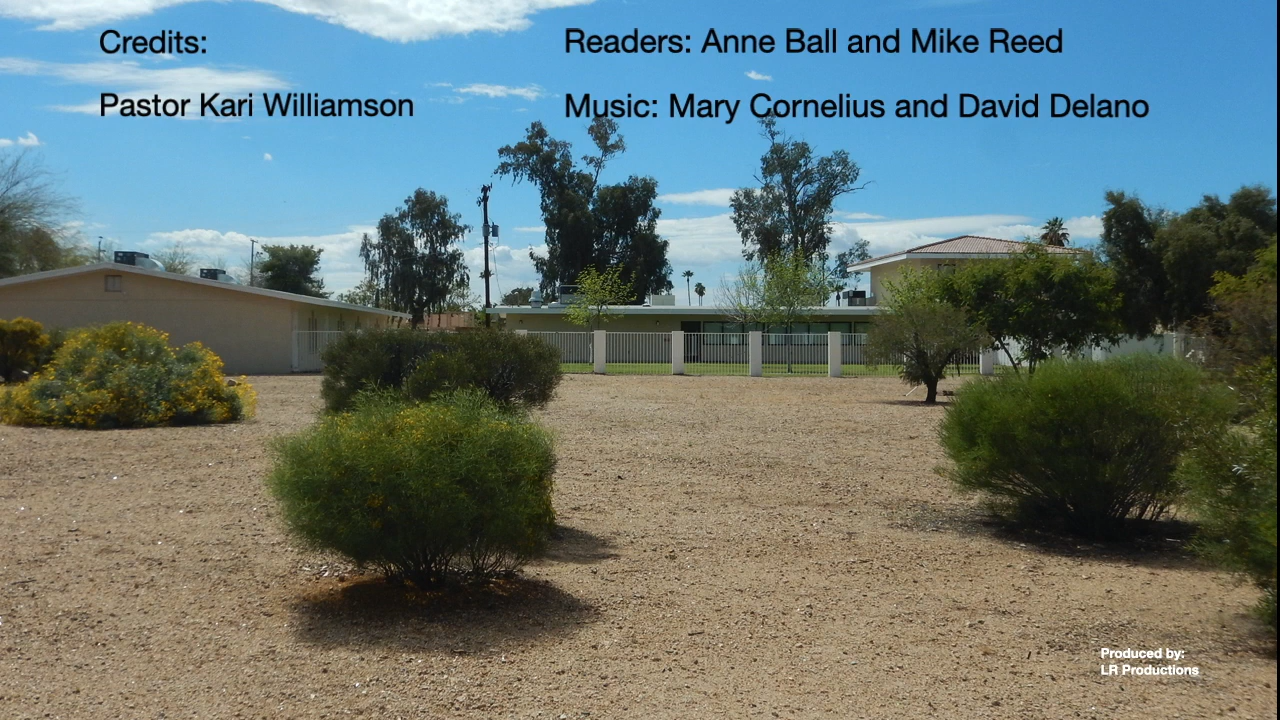 Credits:
Readers: Anne Ball and Mike Reed
Pastor Kari Williamson
Music: Mary Cornelius and David Delano
Produced by:
LR Productions